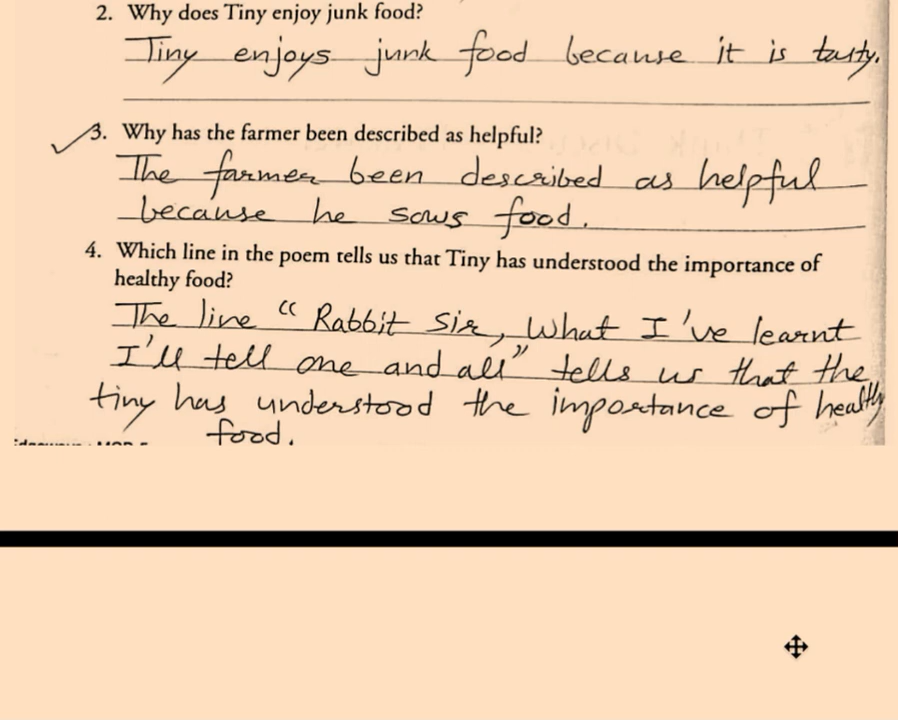 2. Why does Tiny enjoy junk food?
Tiny enjoys junk food because it is tasty.
3. Why has the farmer been described as helpful?
The farmer been described as helpful
because he sows food.
4. Which line in the poem tells us that Tiny has understood the importance of
healthy food?
The line “ Rabbit Sir, What I've learnt
I'll tell one and all” tells us that the
tiny has understood the importance of healthy
food.